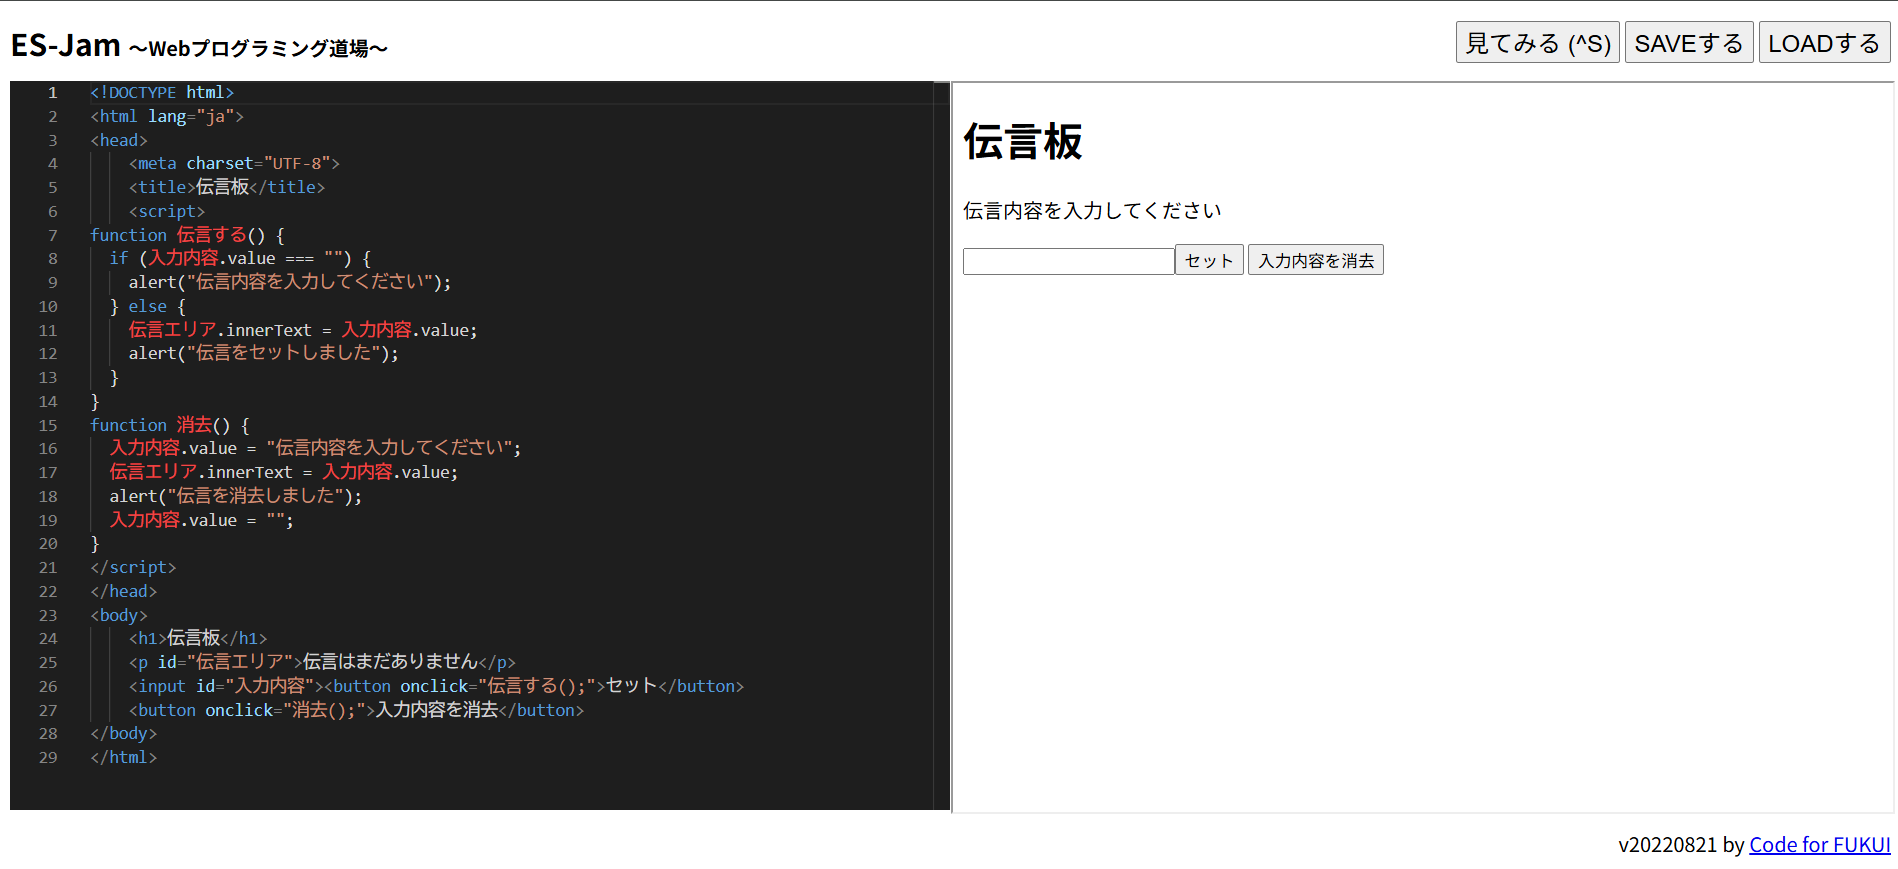 ES-Jam ～Webプログラミング道場～
見てみる (^S) SAVEする LOADする
1 <!DOCTYPE html>
2 <html lang="ja">
3 <head>
4 <meta charset="UTF-8">
5 <title>伝言板</title>
6 <script>
7 function 伝言する() {
8 if (入力内容.value === "") {
9 alert("伝言内容を入力してください");
10 } else {
11 伝言エリア.innerText = 入力内容.value;
12 alert("伝言をセットしました");
13 }
14 }
15 function 消去() {
16 入力内容.value = "伝言内容を入力してください";
17 伝言エリア.innerText = 入力内容.value;
18 alert("伝言を消去しました");
19 入力内容.value = "";
20 }
21 </script>
22 </head>
23 <body>
24 <h1>伝言板</h1>
25 <p id="伝言エリア">伝言はまだありません</p>
26 <input id="入力内容"><button onclick="伝言する();">セット</button>
27 <button onclick="消去();">入力内容を消去</button>
28 </body>
29 </html>
伝言板
伝言内容を入力してください
セット 入力内容を消去
v20220821 by Code for FUKUI